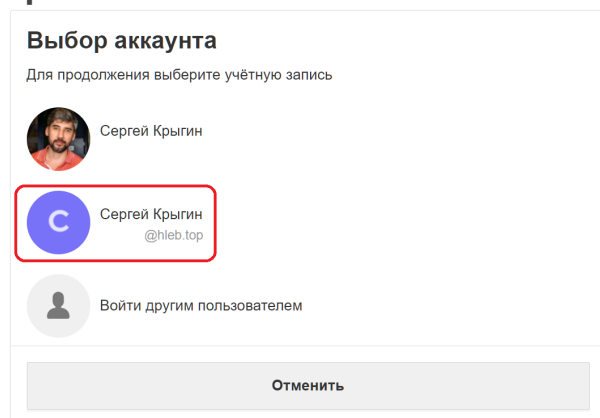 Выбор аккаунта
Для продолжения выберите учётную запись
Сергей Крыгин
С
Сергей Крыгин
@hleb.top
Войти другим пользователем
Отменить